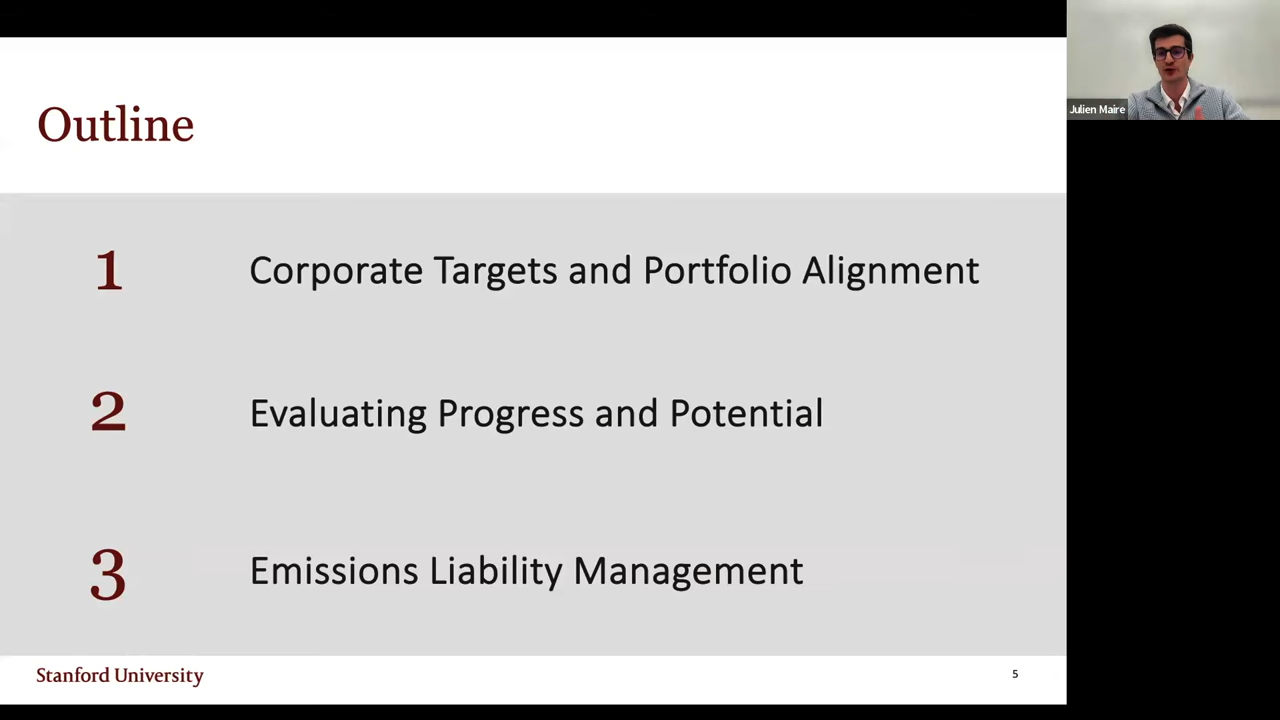 Outline
1 Corporate Targets and Portfolio Alignment
2 Evaluating Progress and Potential
3 Emissions Liability Management
Stanford University
5
Julien Maire